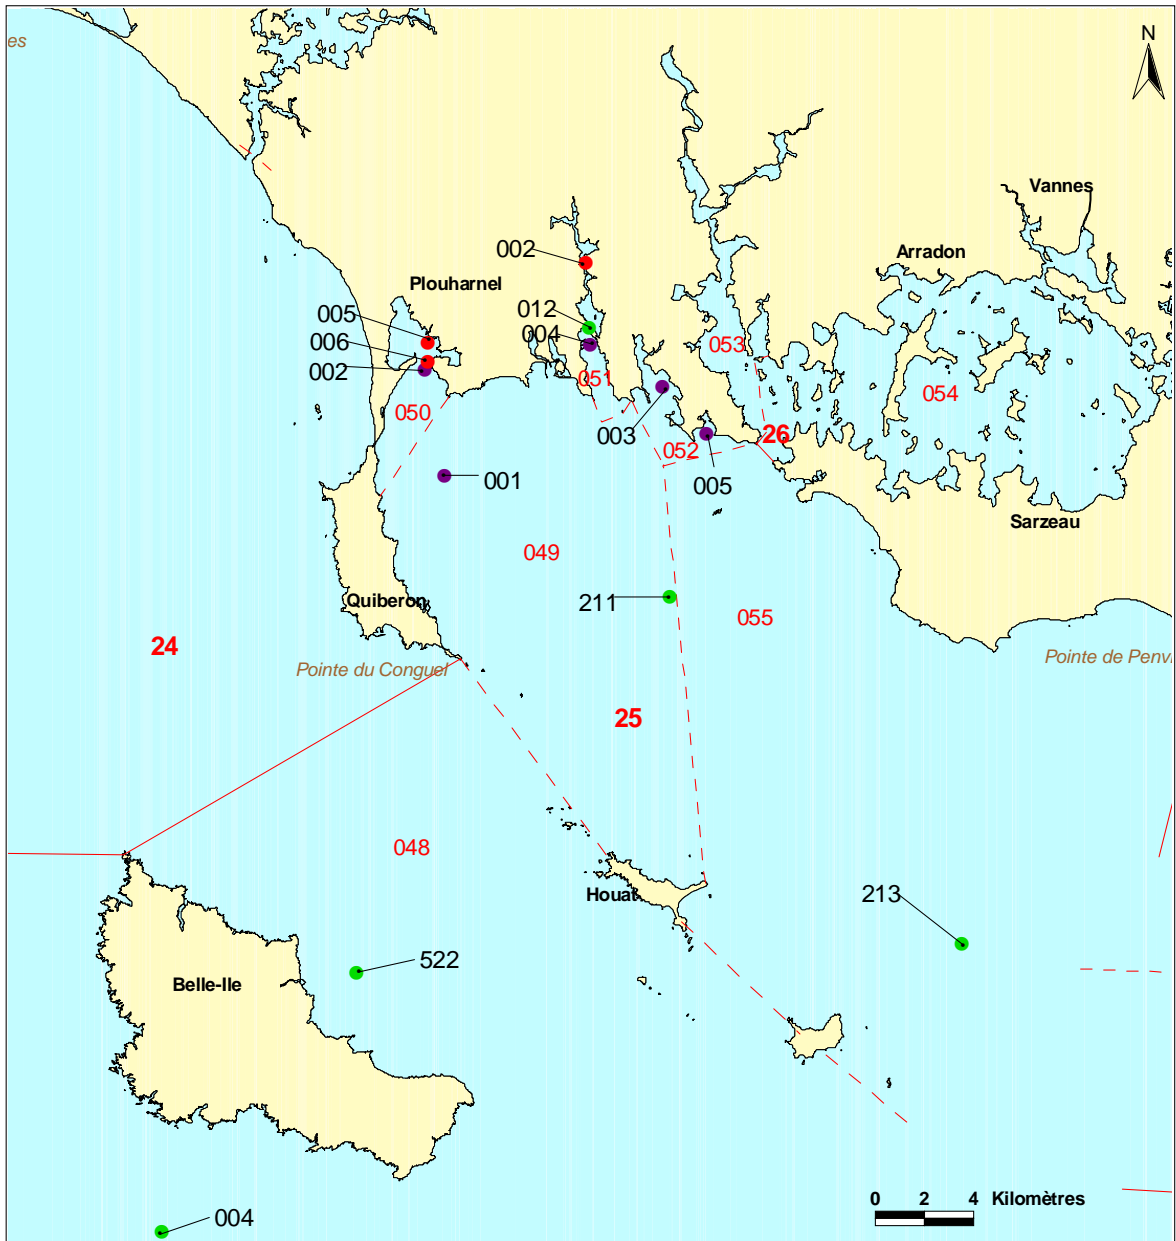 es
N
Vannes
Arradon
002
Plouharnel
012
005
004
006
053
002
051
054
050
003
26
052
001
005
Sarzeau
049
211
Quiberon
055
24
Pointe du Conguel
Pointe de Penv
25
048
Houat
213
522
Belle-Ile
0 2 4 Kilomètres
004